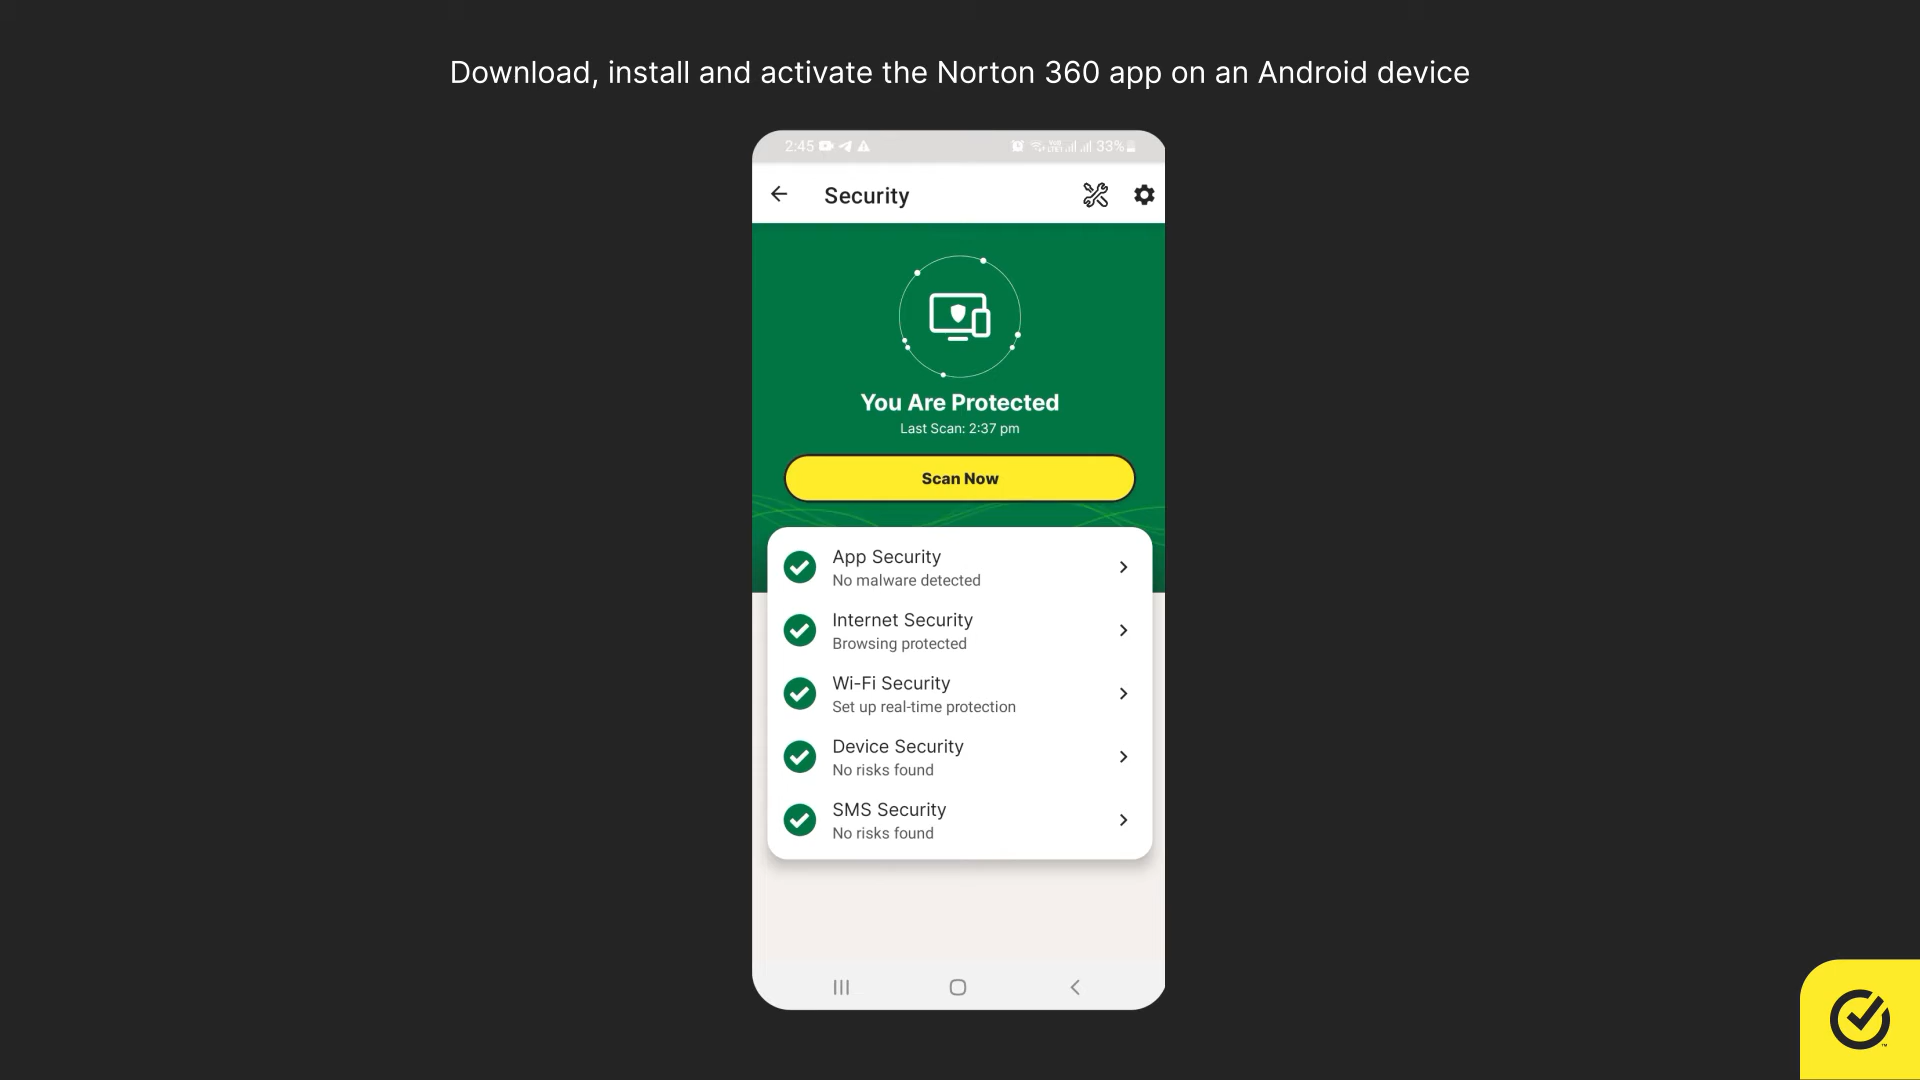 Download, install and activate the Norton 360 app on an Android device
2:45
33%
Security
You Are Protected
Last Scan: 2:37 pm
Scan Now
App Security
No malware detected
Internet Security
Browsing protected
Wi-Fi Security
Set up real-time protection
Device Security
No risks found
SMS Security
No risks found